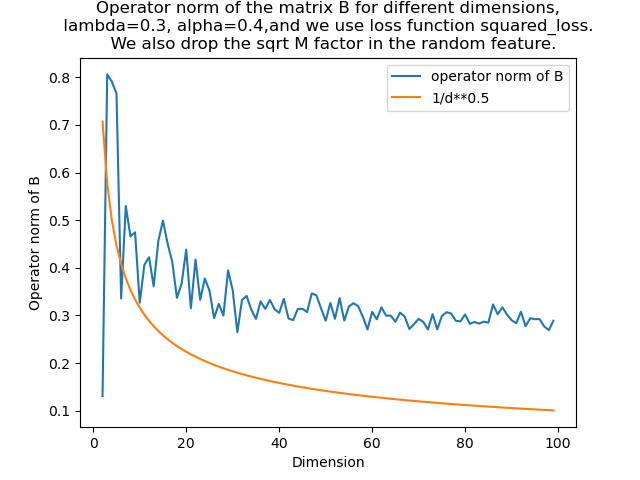 Operator norm of the matrix B for different dimensions,
lambda=0.3, alpha=0.4,and we use loss function squared_loss.
We also drop the sqrt M factor in the random feature.
operator norm of B
1/d**0.5
Operator norm of B
0.8
0.7
0.6
0.5
0.4
0.3
0.2
0.1
0 20 40 60 80 100
Dimension